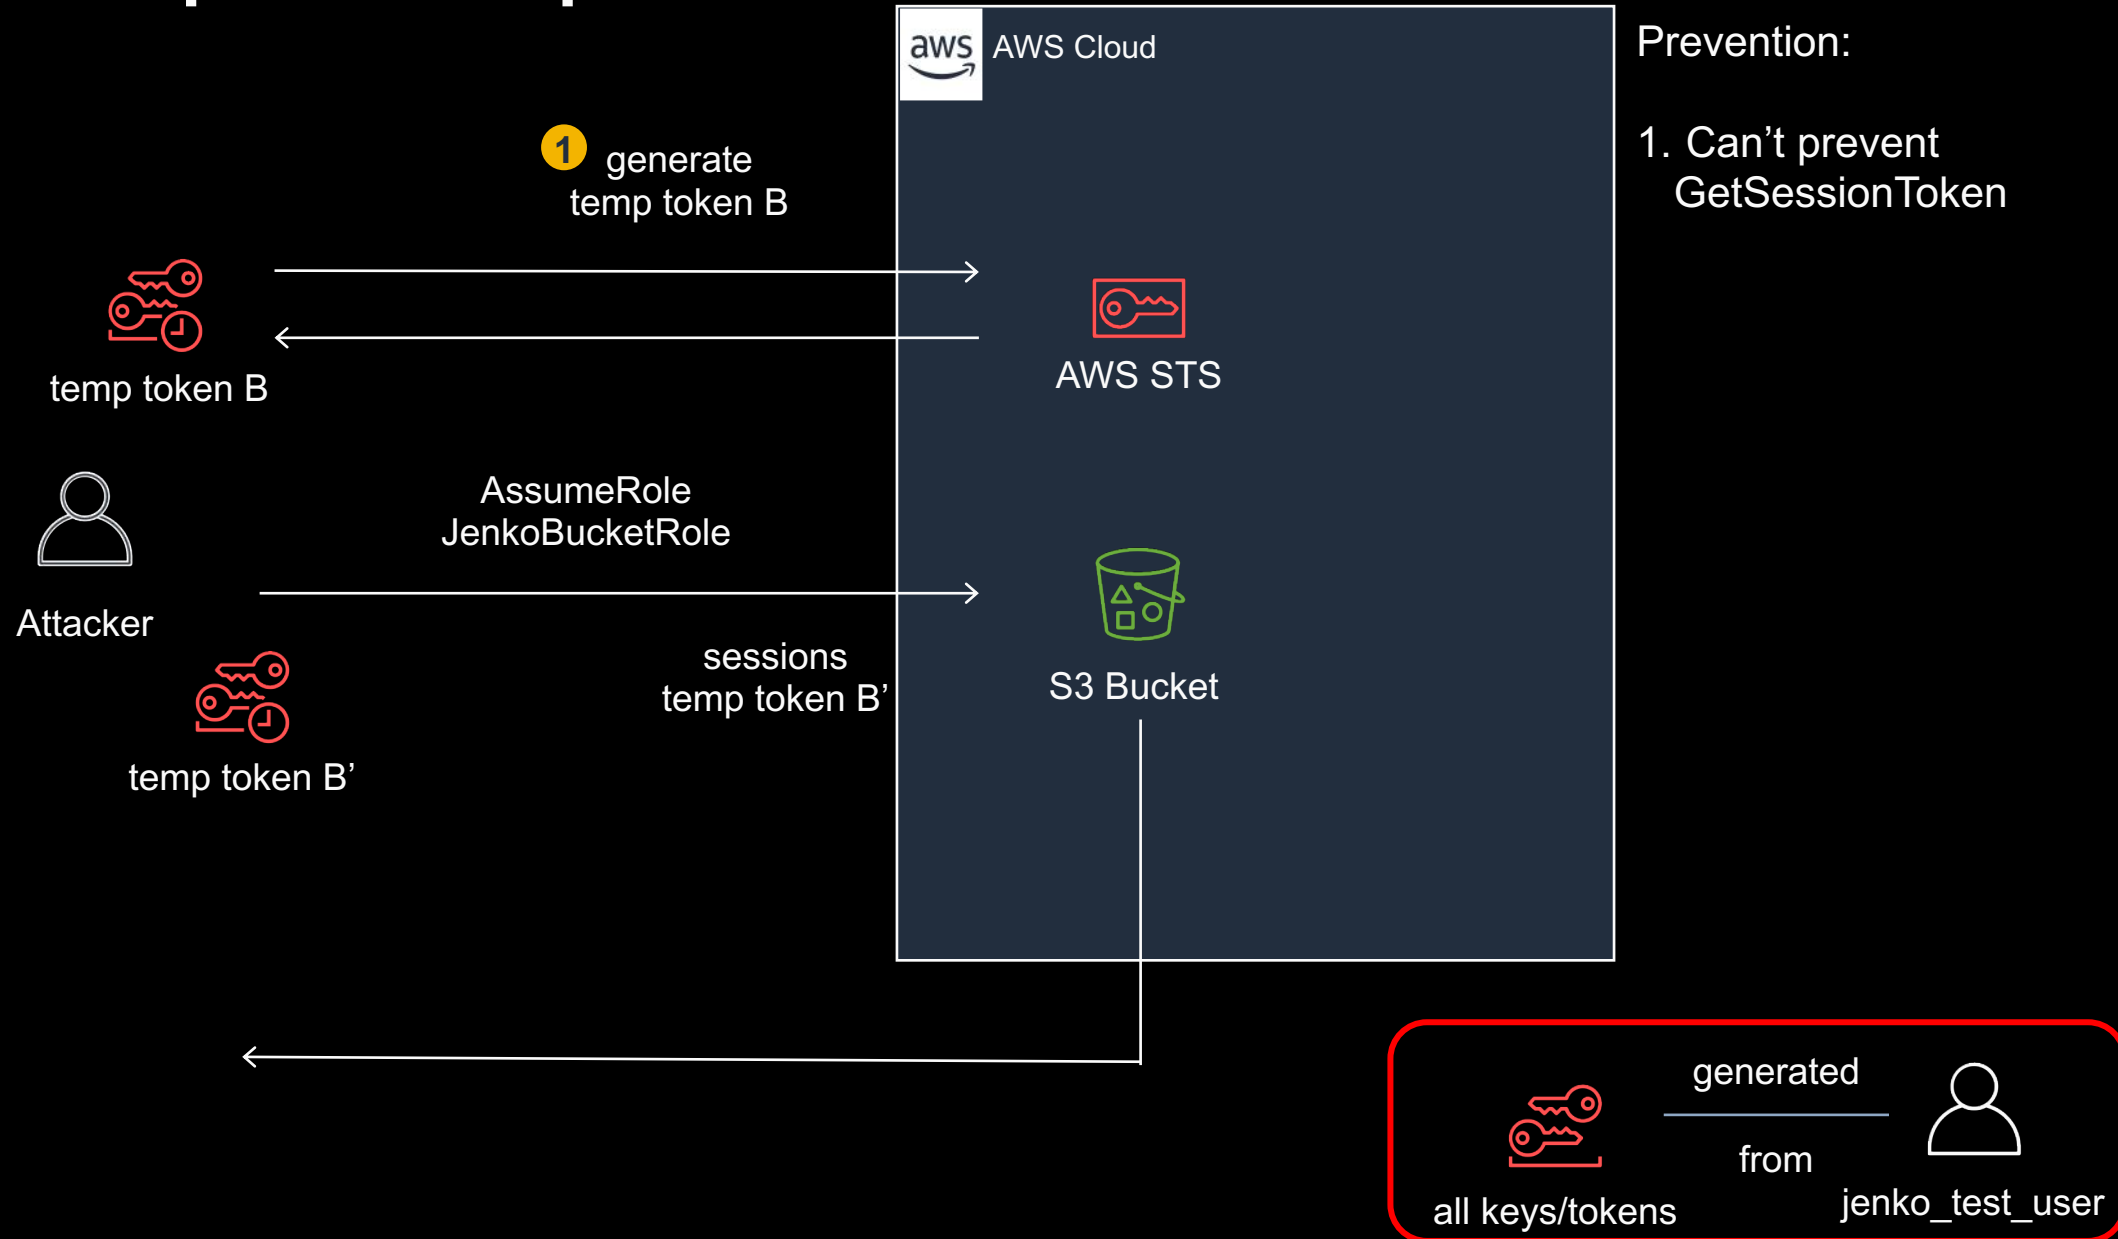 aws
AWS Cloud
Prevention:
1. Can’t prevent
GetSessionToken
1
generate
temp token B
temp token B
AWS STS
AssumeRole
JenkoBucketRole
Attacker
sessions
temp token B’
S3 Bucket
temp token B’
generated
from
all keys/tokens
jenko_test_user